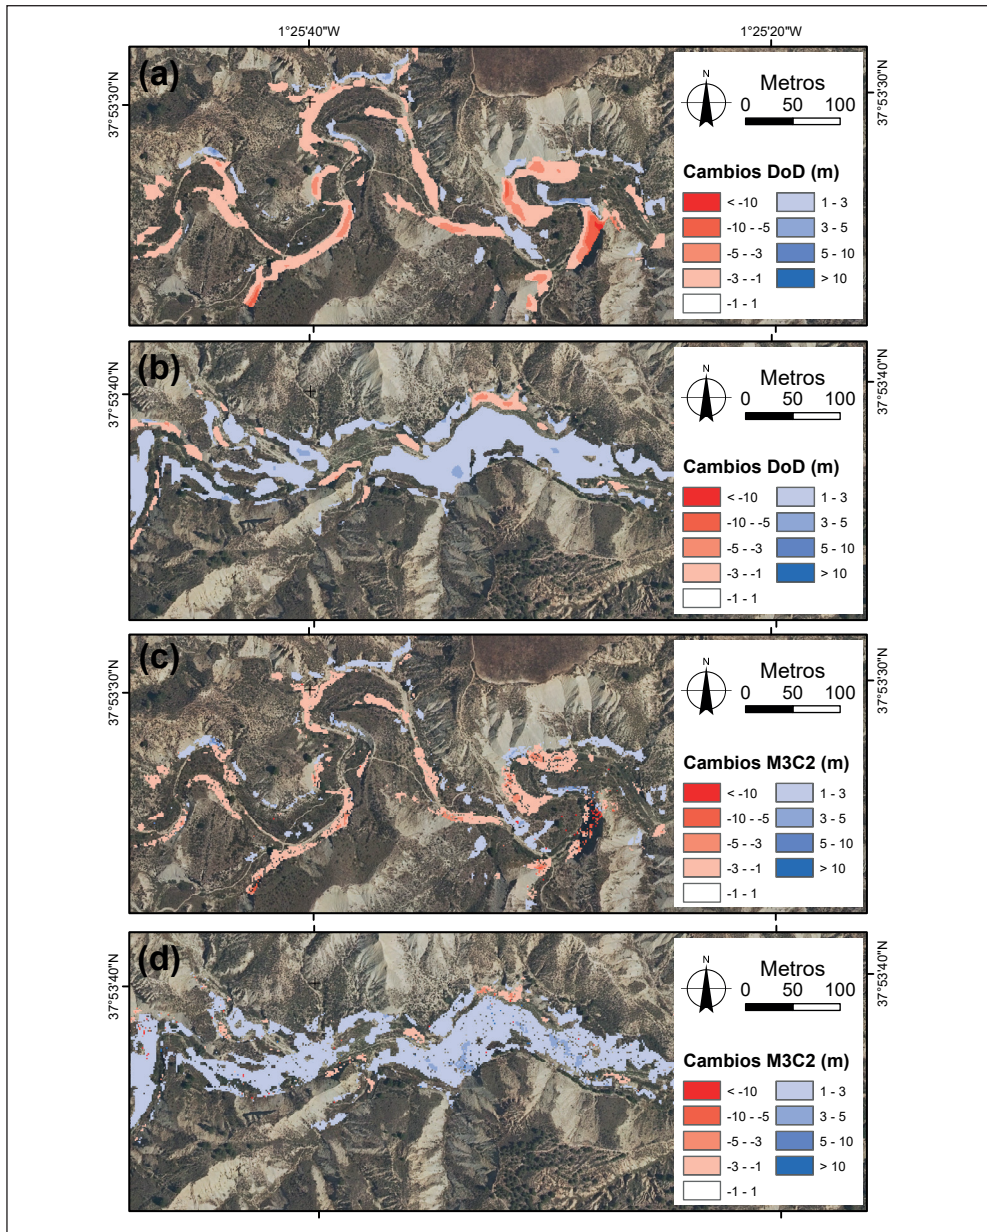 1°25'40"W
1°25'20"W
(a)
37°53'30"N
37°53'30"N
N
Metros
0 50 100
Cambios DoD (m)
< -10
1 - 3
-10 - -5
3 - 5
-5 - -3
5 - 10
-3 - -1
> 10
-1 - 1
(b)
37°53'40"N
37°53'40"N
N
Metros
0 50 100
Cambios DoD (m)
< -10
1 - 3
-10 - -5
3 - 5
-5 - -3
5 - 10
-3 - -1
> 10
-1 - 1
(c)
37°53'30"N
37°53'30"N
N
Metros
0 50 100
Cambios M3C2 (m)
< -10
1 - 3
-10 - -5
3 - 5
-5 - -3
5 - 10
-3 - -1
> 10
-1 - 1
(d)
37°53'40"N
37°53'40"N
N
Metros
0 50 100
Cambios M3C2 (m)
< -10
1 - 3
-10 - -5
3 - 5
-5 - -3
5 - 10
-3 - -1
> 10
-1 - 1